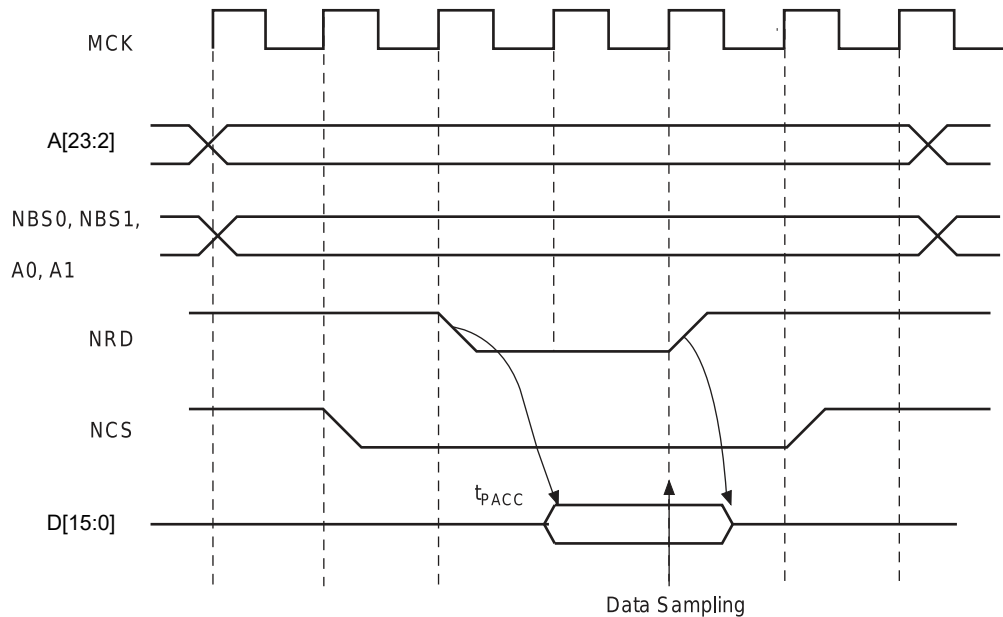 MCK
A[23:2]
NBS0, NBS1,
A0, A1
NRD
NCS
tPACC
D[15:0]
Data Sampling